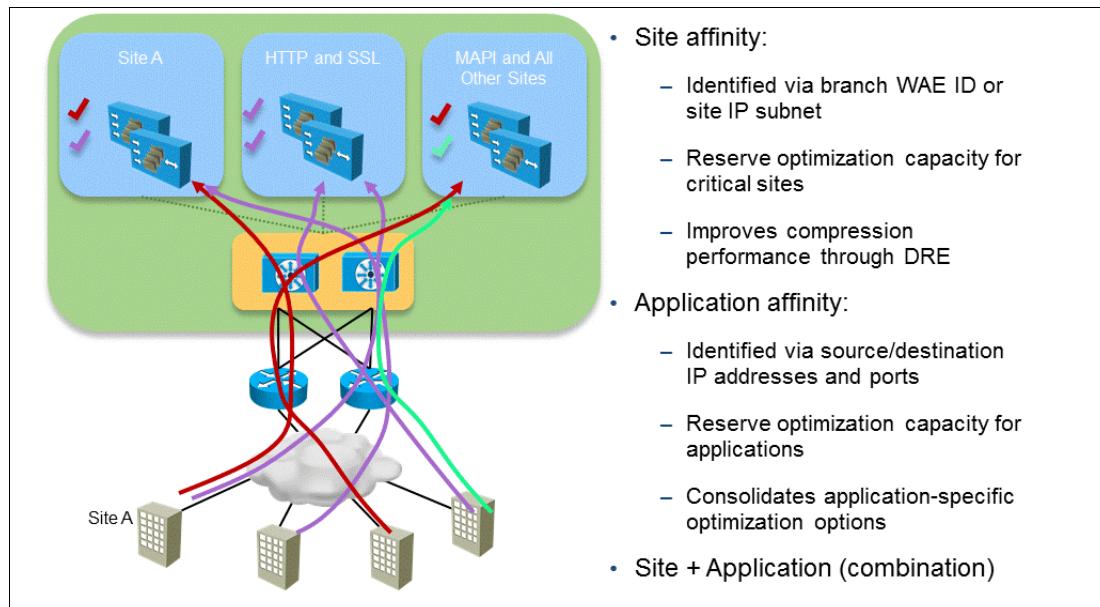 Site A
HTTP and SSL
MAPI and All
Other Sites
Site A
• Site affinity:
– Identified via branch WAE ID or
site IP subnet
– Reserve optimization capacity for
critical sites
– Improves compression
performance through DRE
• Application affinity:
– Identified via source/destination
IP addresses and ports
– Reserve optimization capacity for
applications
– Consolidates application-specific
optimization options
• Site + Application (combination)